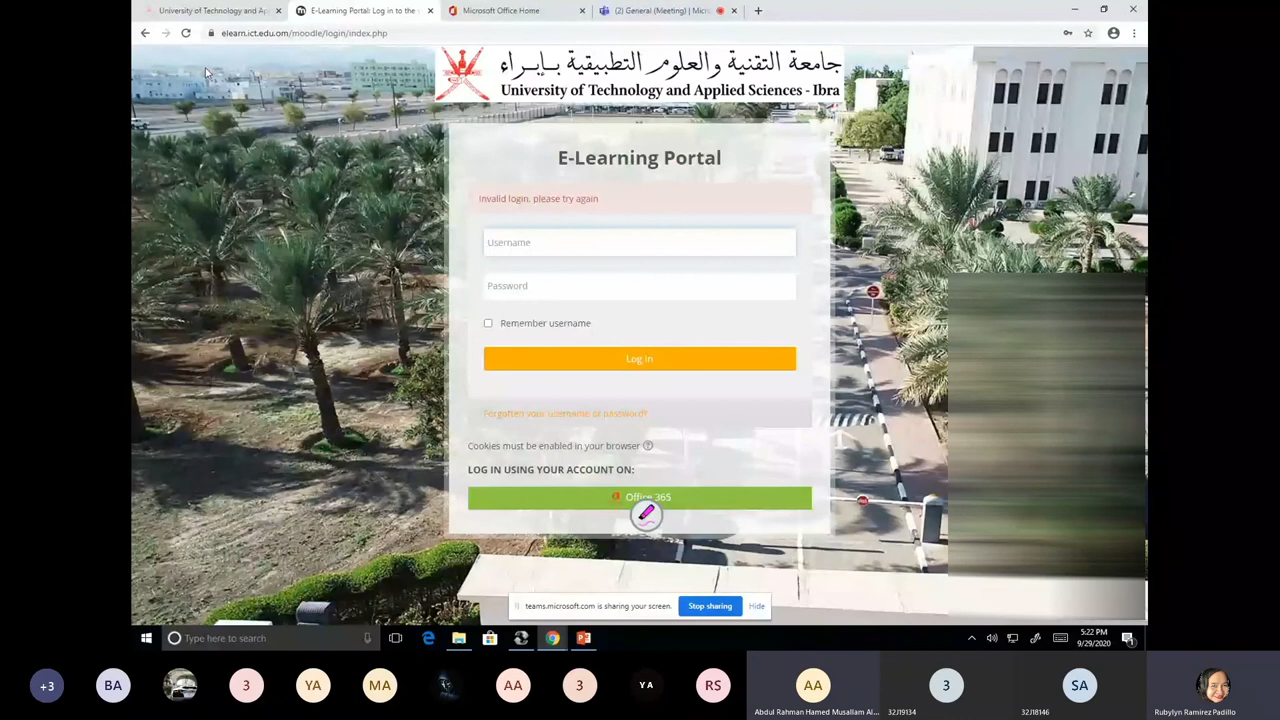 University of Technology and Ap
E-Learning Portal: Log in to the
Microsoft Office Home
(2) General (Meeting) | Micr
elearn.ict.edu.om/moodle/login/index.php
جامعة التقنية والعلوم التطبيقية بـإبـراء
University of Technology and Applied Sciences - Ibra
E-Learning Portal
Invalid login, please try again
Username
Password
Remember username
Log in
Forgotten your username or password?
Cookies must be enabled in your browser
LOG IN USING YOUR ACCOUNT ON:
Office 365
teams.microsoft.com is sharing your screen.
Stop sharing
Hide
Type here to search
5:22 PM
9/29/2020
+3
BA
3
YA
MA
AA
3
Y A
RS
AA
3
SA
Abdul Rahman Hamed Musallam Al...
32J19134
32J18146
Rubylyn Ramirez Padillo